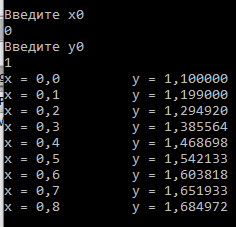 Введите x0
0
Введите y0
1
x = 0,0 y = 1,100000
x = 0,1 y = 1,199000
x = 0,2 y = 1,294920
x = 0,3 y = 1,385564
x = 0,4 y = 1,468698
x = 0,5 y = 1,542133
x = 0,6 y = 1,603818
x = 0,7 y = 1,651933
x = 0,8 y = 1,684972